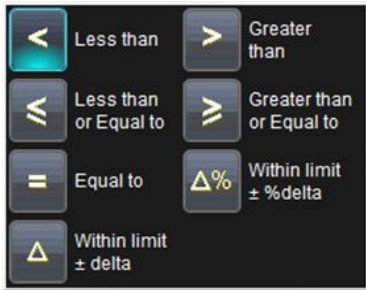 < Less than
> Greater
than
≤ Less than
or Equal to
≥ Greater than
or Equal to
= Equal to
Δ% Within limit
± %delta
Δ Within limit
± delta